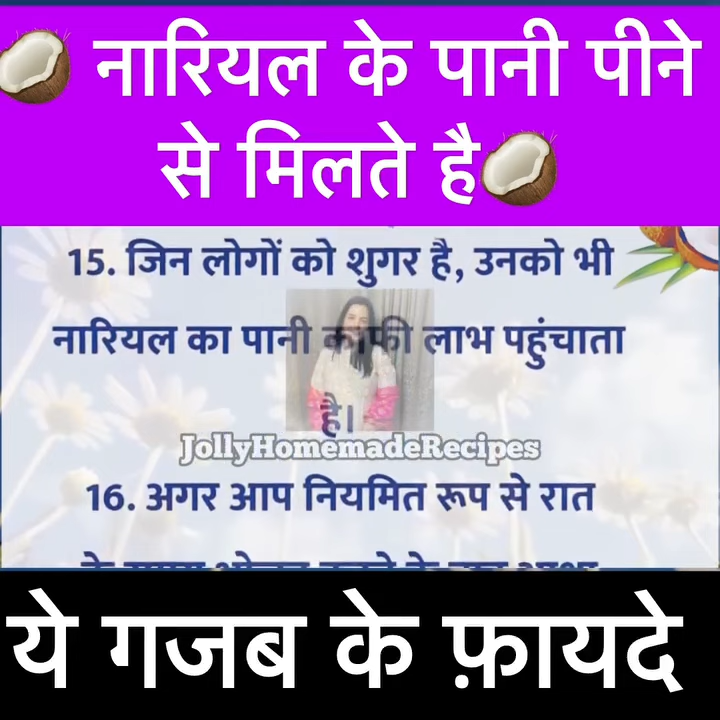 नारियल के पानी पीने
से मिलते है
15. जिन लोगों को शुगर है, उनको भी
नारियल का पानी काफी लाभ पहुंचाता
है।
JollyHomemadeRecipes
16. अगर आप नियमित रूप से रात
ये गजब के फ़ायदे